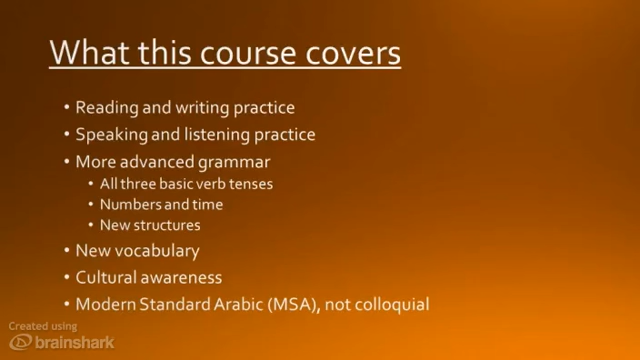 What this course covers
• Reading and writing practice
• Speaking and listening practice
• More advanced grammar
• All three basic verb tenses
• Numbers and time
• New structures
• New vocabulary
• Cultural awareness
• Modern Standard Arabic (MSA), not colloquial
Created using
brainshark